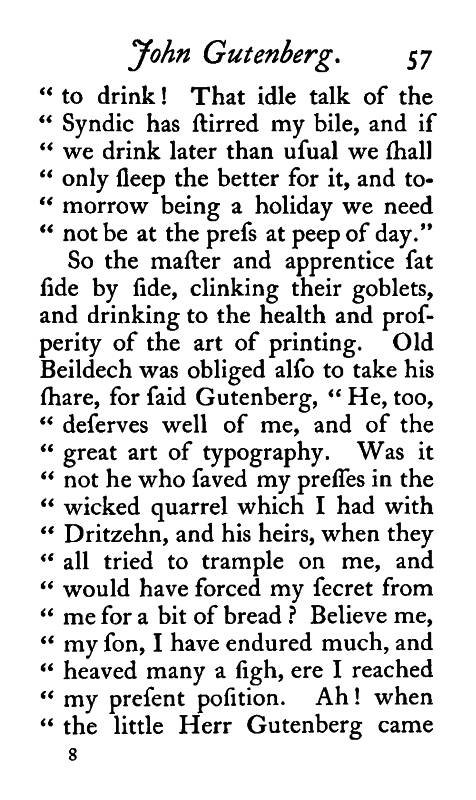 John Gutenberg. 57
“ to drink! That idle talk of the
“ Syndic has ſtirred my bile, and if
“ we drink later than uſual we ſhall
“ only ſleep the better for it, and to-
“ morrow being a holiday we need
“ not be at the preſs at peep of day.”
So the maſter and apprentice ſat
ſide by ſide, clinking their goblets,
and drinking to the health and proſ-
perity of the art of printing. Old
Beildech was obliged alſo to take his
ſhare, for ſaid Gutenberg, “ He, too,
“ deſerves well of me, and of the
“ great art of typography. Was it
“ not he who ſaved my preſſes in the
“ wicked quarrel which I had with
“ Dritzehn, and his heirs, when they
“ all tried to trample on me, and
“ would have forced my ſecret from
“ me for a bit of bread? Believe me,
“ my ſon, I have endured much, and
“ heaved many a ſigh, ere I reached
“ my preſent poſition. Ah! when
“ the little Herr Gutenberg came
8